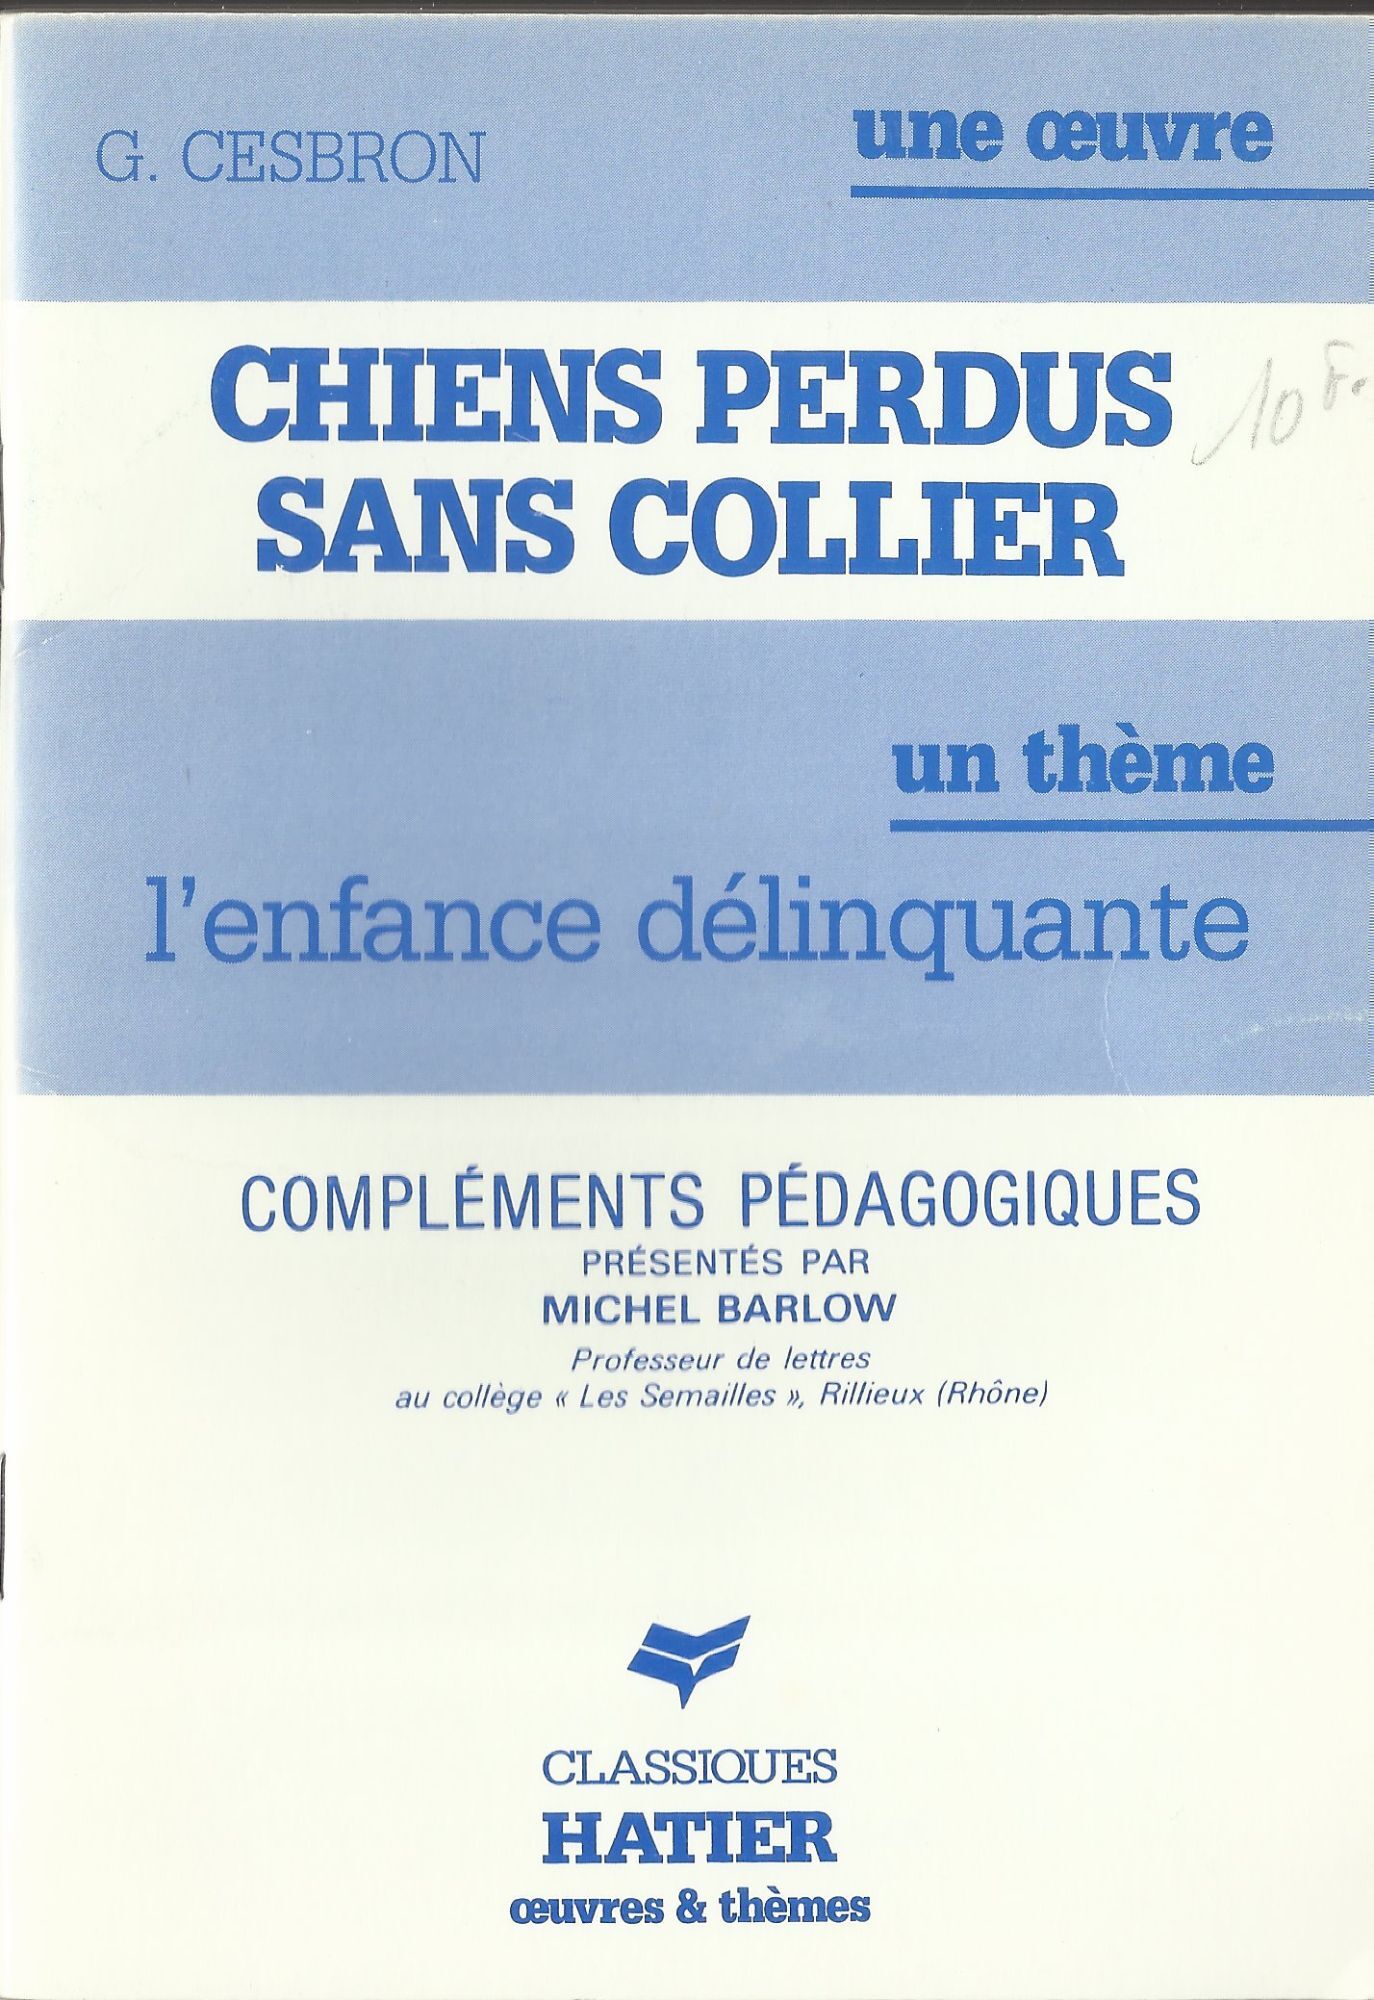 G. CESBRON
une œuvre
CHIENS PERDUS
SANS COLLIER
10 F.
un thème
l'enfance délinquante
COMPLÉMENTS PÉDAGOGIQUES
PRÉSENTÉS PAR
MICHEL BARLOW
Professeur de lettres
au collège « Les Semailles », Rillieux (Rhône)
CLASSIQUES
HATIER
œuvres & thèmes